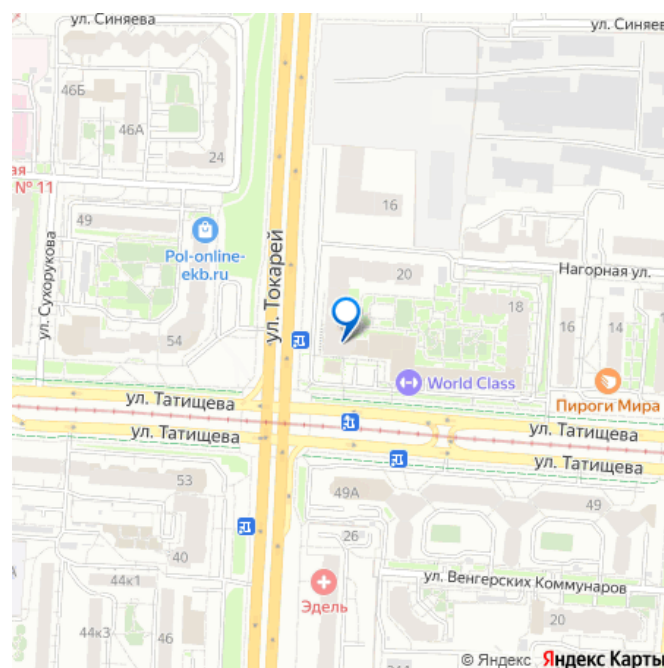 ул. Синяева
ул. Синяев
46Б
46А
24
ая
№ 11
16
49
Pol-online-
ekb.ru
ул. Токарей
ул. Сухорукова
20
Нагорная ул.
18
16
14
54
World Class
Пироги Мира
ул. Татищева
ул. Татищева
ул. Татищева
ул. Татищева
53
49А
49
40
26
ул. Венгерских Коммунаров
44к1
Эдель
20
44к3
46
© Яндекс
Яндекс Карты